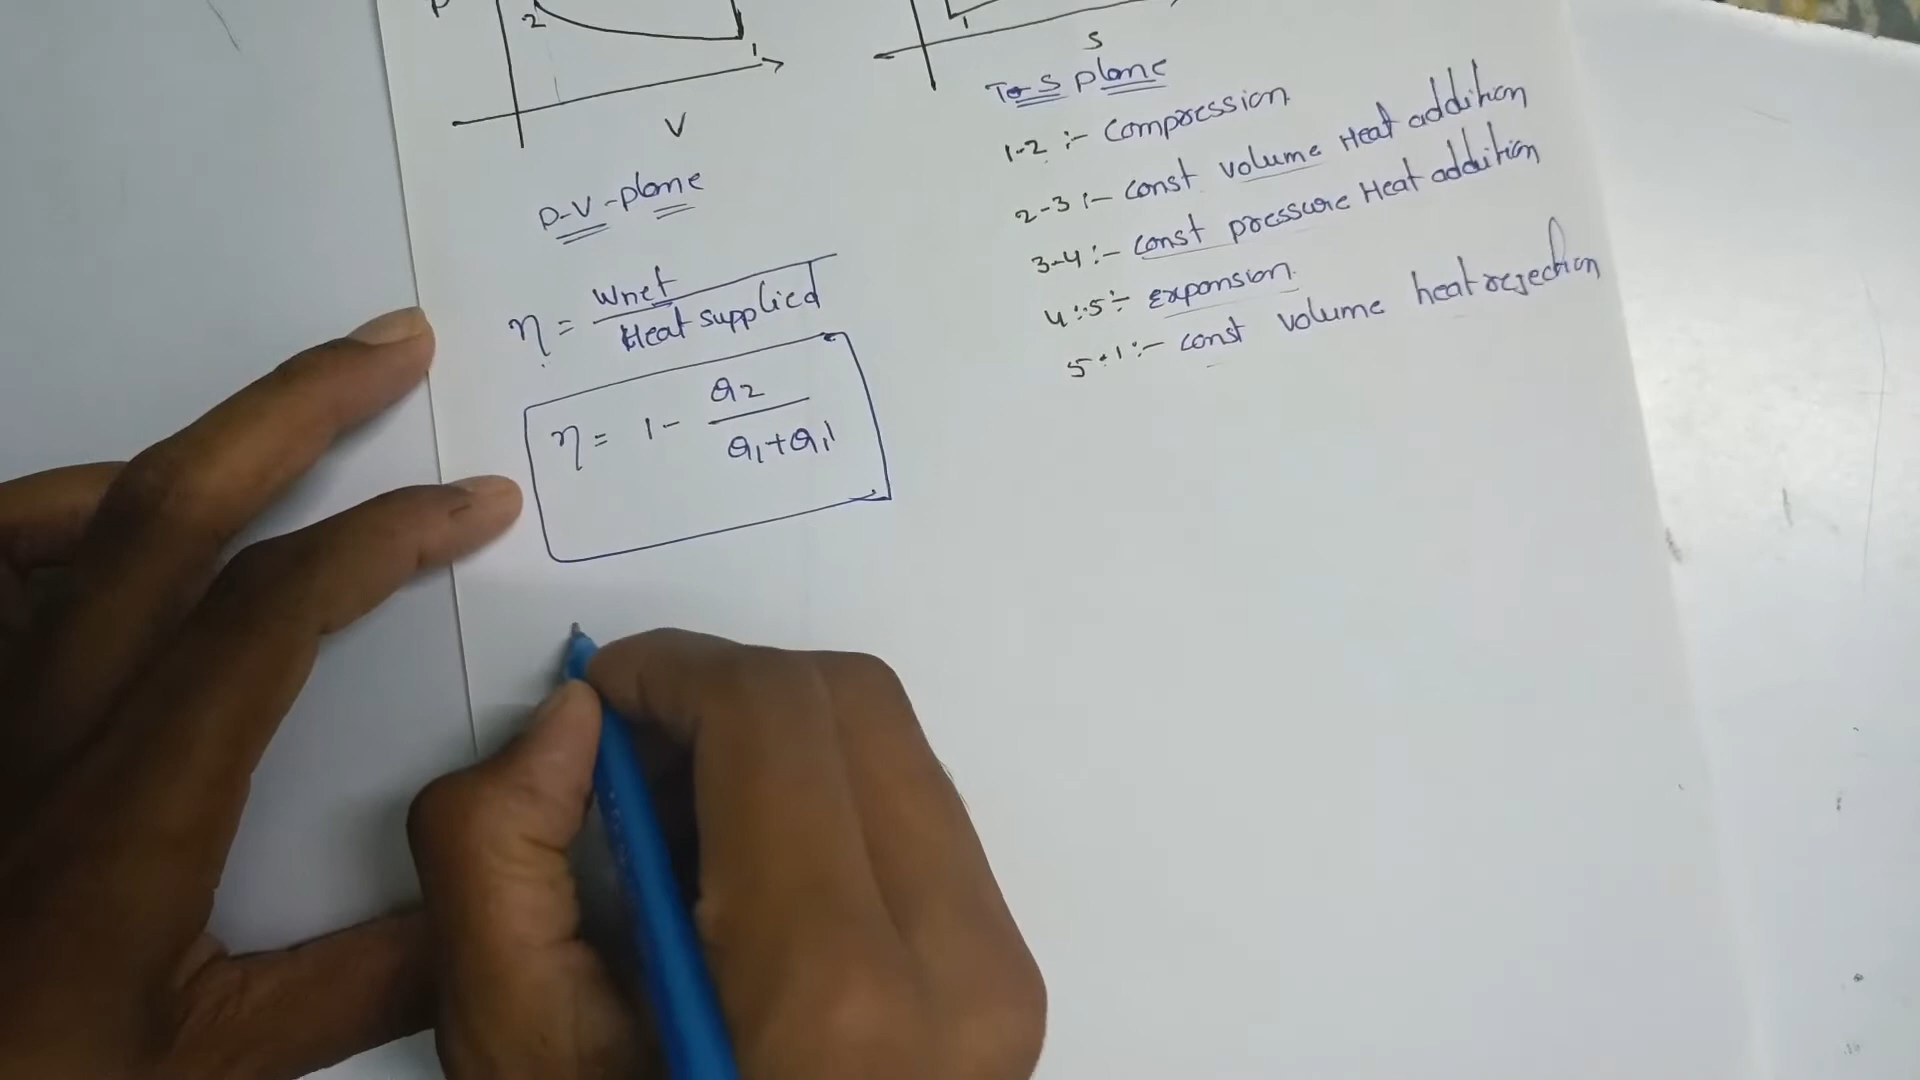 P
2
1
V
P-V-plane
η = Wnet
Heat supplied
η = 1 - Q2
Q1+Q1'
1
S
T-S plane
1-2 :- Compression
2-3 :- const volume Heat addition
3-4 :- const pressure Heat addition
4-5 :- Expansion.
5-1 :- const volume heat rejection